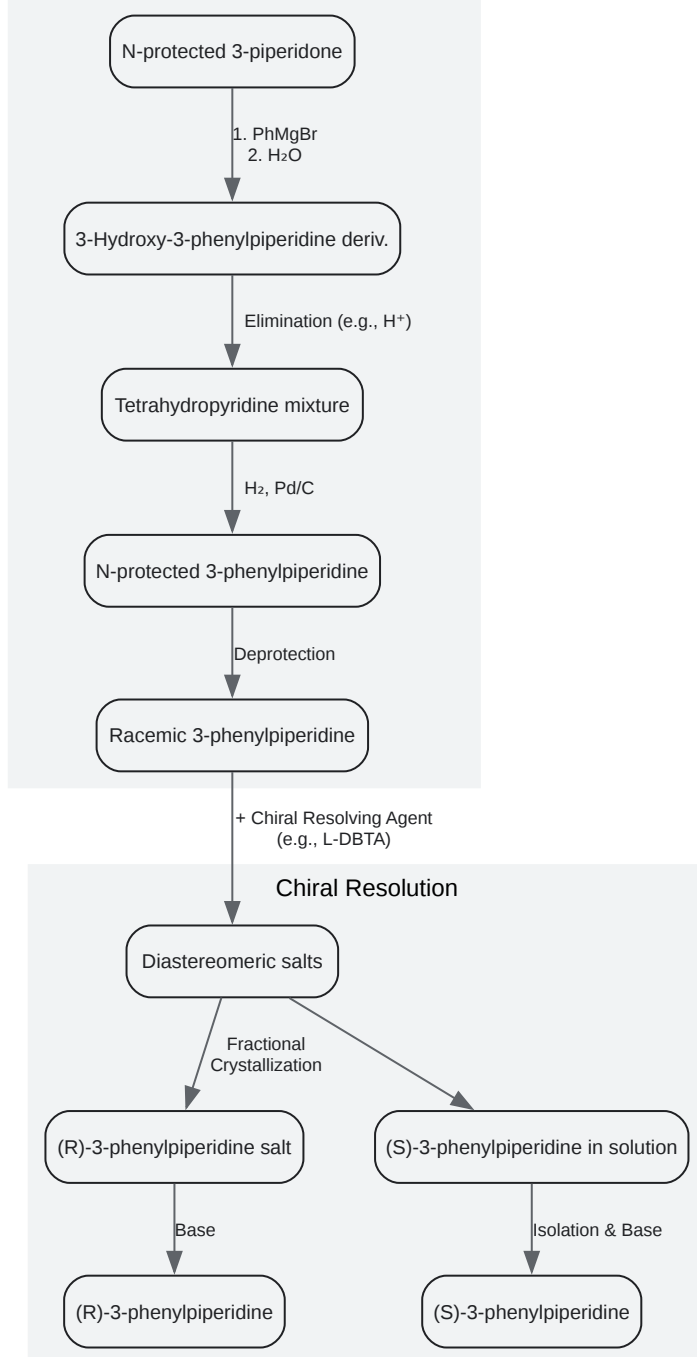 N-protected 3-piperidone
1. PhMgBr
2. H₂O
3-Hydroxy-3-phenylpiperidine deriv.
Elimination (e.g., H⁺)
Tetrahydropyridine mixture
H₂, Pd/C
N-protected 3-phenylpiperidine
Deprotection
Racemic 3-phenylpiperidine
+ Chiral Resolving Agent
(e.g., L-DBTA)
Chiral Resolution
Diastereomeric salts
Fractional
Crystallization
(R)-3-phenylpiperidine salt
(S)-3-phenylpiperidine in solution
Base
Isolation & Base
(R)-3-phenylpiperidine
(S)-3-phenylpiperidine